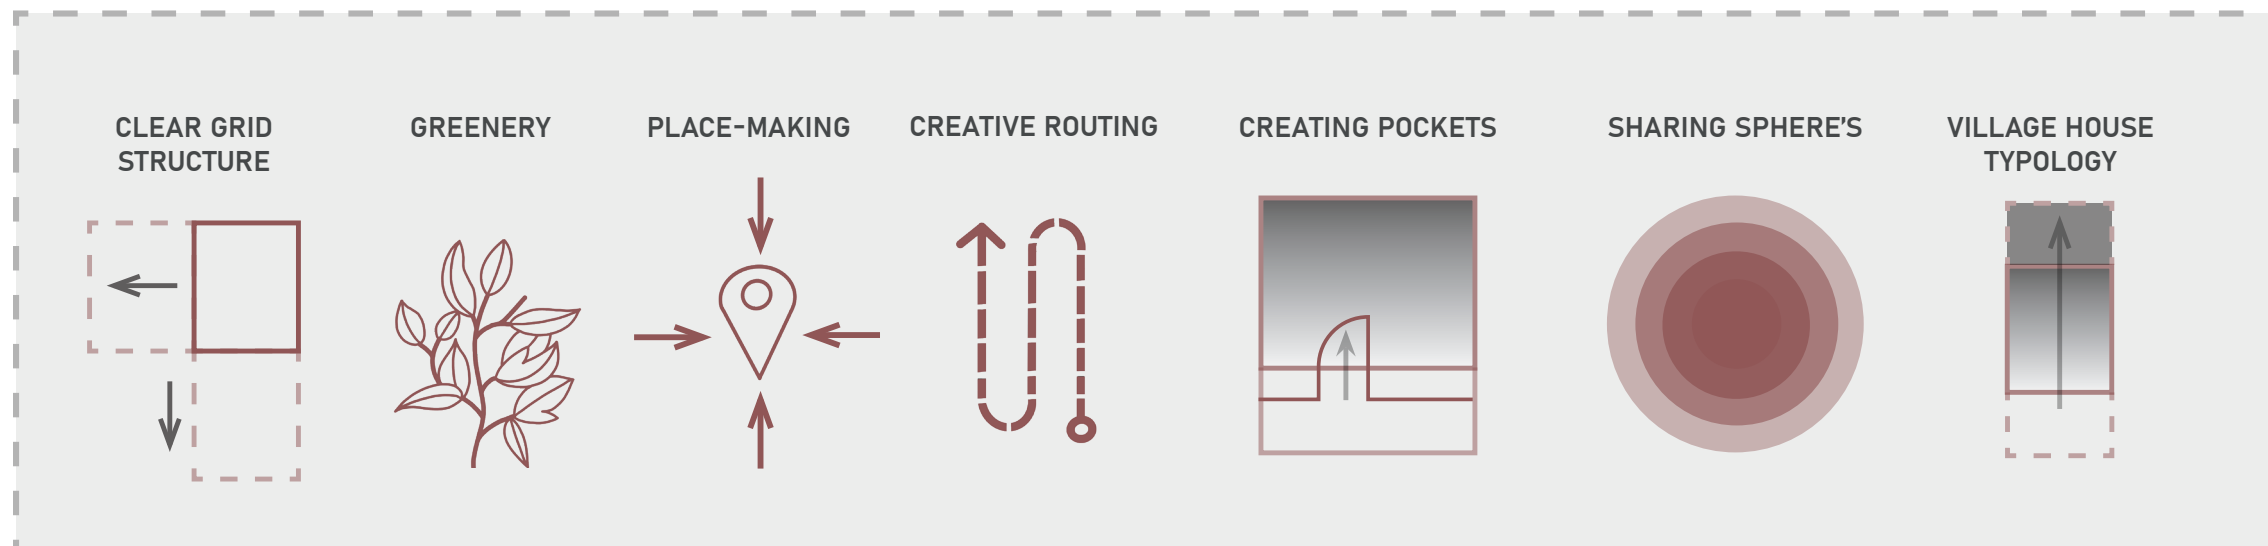 CLEAR GRID
STRUCTURE
GREENERY
PLACE-MAKING
CREATIVE ROUTING
CREATING POCKETS
SHARING SPHERE'S
VILLAGE HOUSE
TYPOLOGY